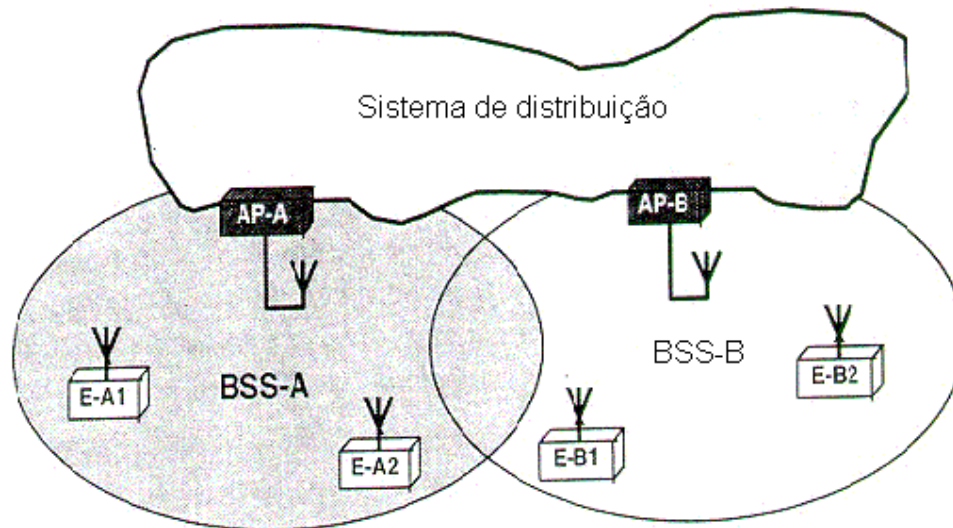 Sistema de distribuição
AP-A
AP-B
BSS-A
BSS-B
E-A1
E-A2
E-B1
E-B2